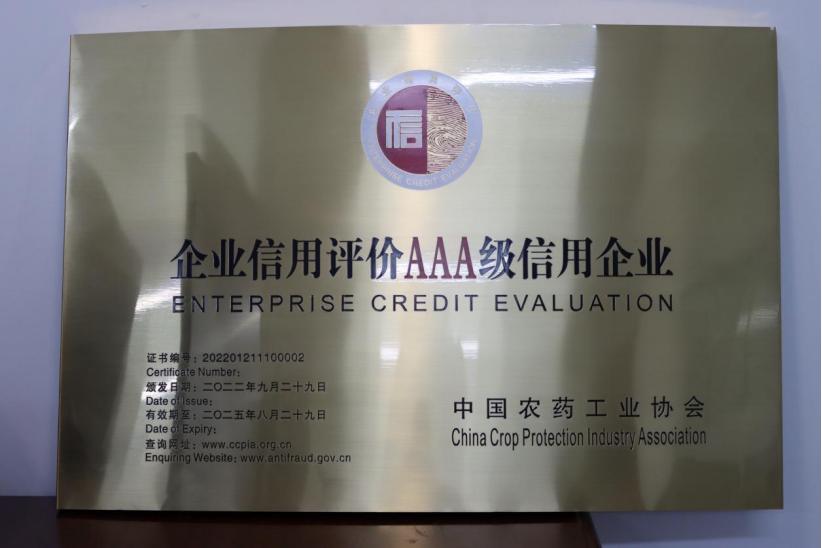 信
ENTERPRISE CREDIT EVALUATION
企业信用评价AAA级信用企业
ENTERPRISE CREDIT EVALUATION
证书编号：202201211100002
Certificate Number:
颁发日期：二〇二二年九月二十九日
Date of Issue:
有效期至：二〇二五年八月二十九日
Date of Expiry:
查询网址：www.ccpia.org.cn
Enquiring Website: www.antifraud.gov.cn
中国农药工业协会
China Crop Protection Industry Association